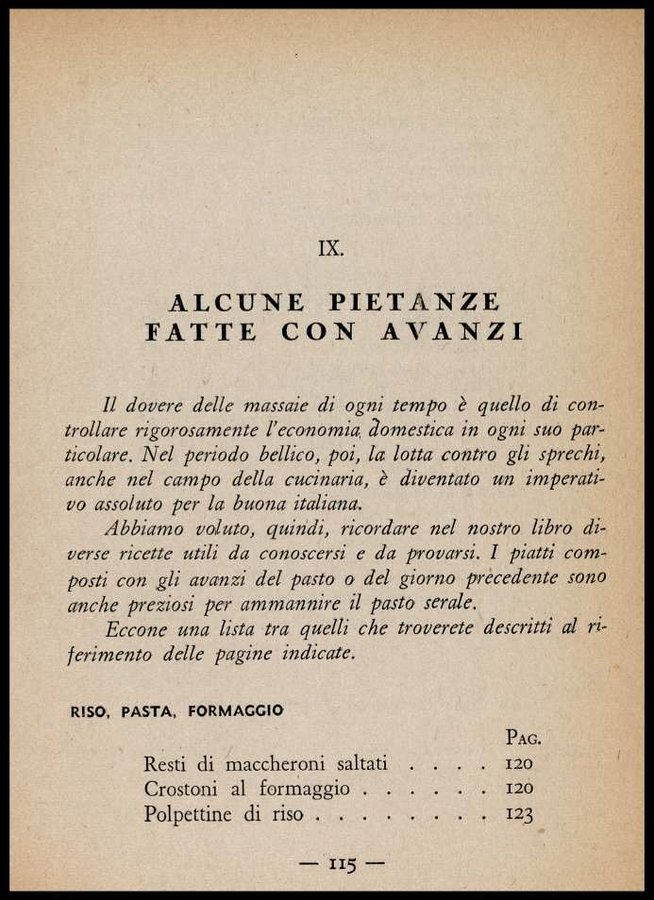 IX.
ALCUNE PIETANZE
FATTE CON AVANZI
Il dovere delle massaie di ogni tempo è quello di con-
trollare rigorosamente l'economia domestica in ogni suo par-
ticolare. Nel periodo bellico, poi, la lotta contro gli sprechi,
anche nel campo della cucinaria, è diventato un imperati-
vo assoluto per la buona italiana.
Abbiamo voluto, quindi, ricordare nel nostro libro di-
verse ricette utili da conoscersi e da provarsi. I piatti com-
posti con gli avanzi del pasto o del giorno precedente sono
anche preziosi per ammannire il pasto serale.
Eccone una lista tra quelli che troverete descritti al ri-
ferimento delle pagine indicate.
RISO, PASTA, FORMAGGIO
PAG.
Resti di maccheroni saltati . . . . 120
Crostoni al formaggio . . . . . . 120
Polpettine di riso . . . . . . . . 123
— 115 —